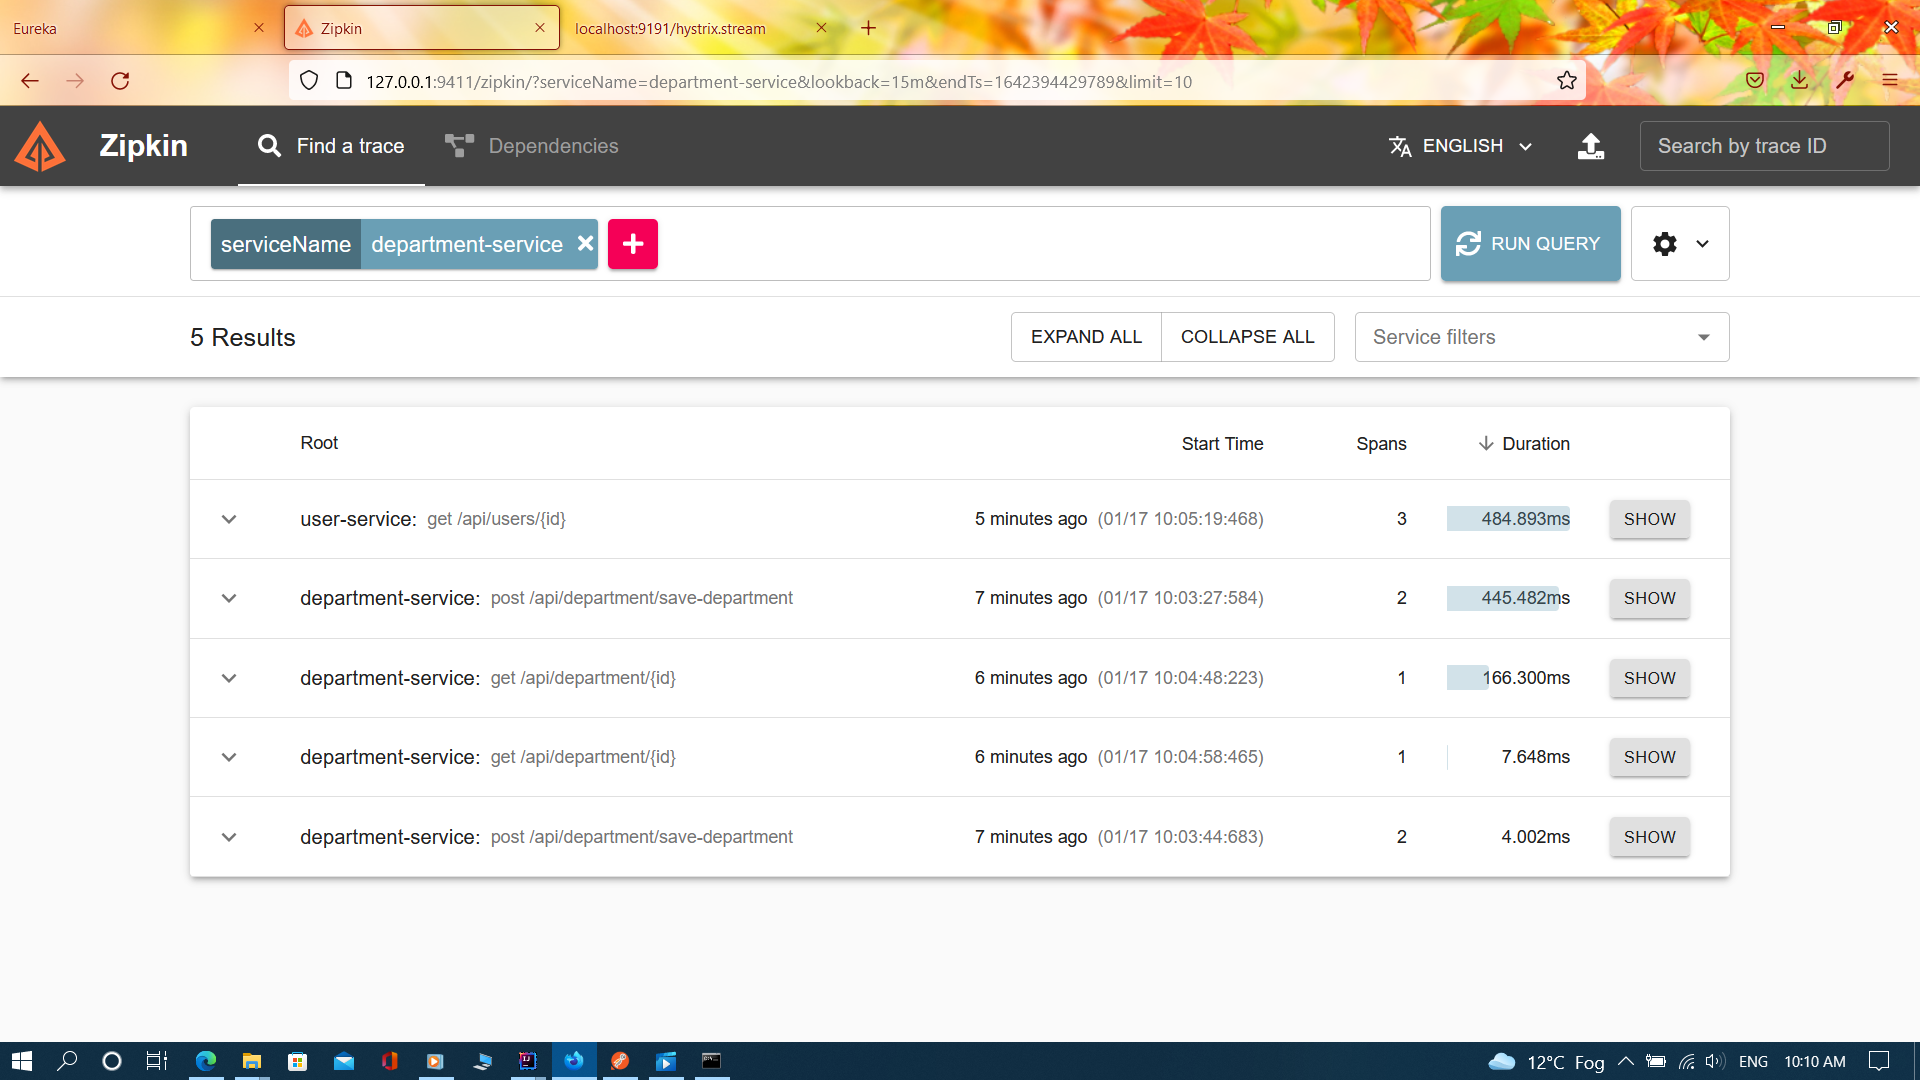 Eureka
Zipkin
localhost:9191/hystrix.stream
127.0.0.1:9411/zipkin/?serviceName=department-service&lookback=15m&endTs=1642394429789&limit=10
Zipkin
Find a trace
Dependencies
ENGLISH
Search by trace ID
serviceName department-service
RUN QUERY
5 Results
EXPAND ALL
COLLAPSE ALL
Service filters
Root Start Time Spans Duration
user-service: get /api/users/{id} 5 minutes ago (01/17 10:05:19:468) 3 484.893ms SHOW
department-service: post /api/department/save-department 7 minutes ago (01/17 10:03:27:584) 2 445.482ms SHOW
department-service: get /api/department/{id} 6 minutes ago (01/17 10:04:48:223) 1 166.300ms SHOW
department-service: get /api/department/{id} 6 minutes ago (01/17 10:04:58:465) 1 7.648ms SHOW
department-service: post /api/department/save-department 7 minutes ago (01/17 10:03:44:683) 2 4.002ms SHOW
12°C Fog
ENG
10:10 AM